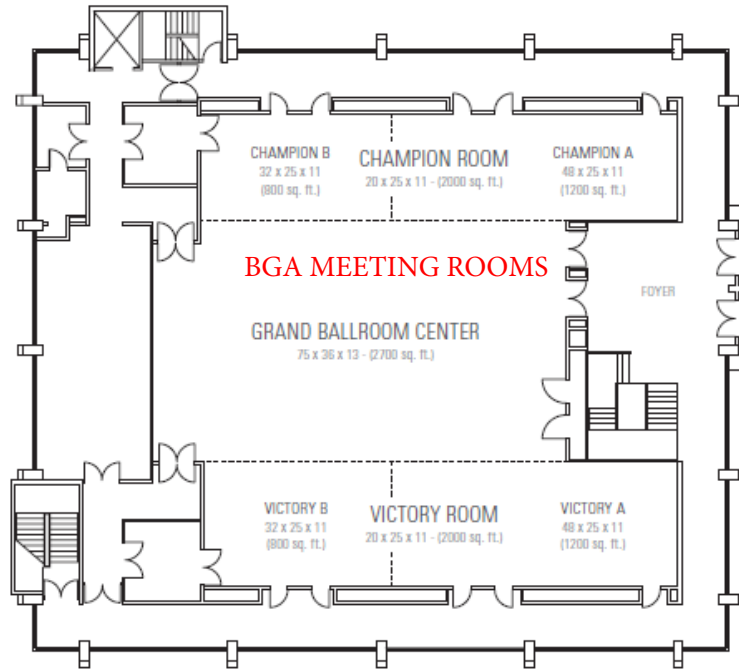 CHAMPION B
32 x 25 x 11
(800 sq. ft.)
CHAMPION ROOM
20 x 25 x 11 - (2000 sq. ft.)
CHAMPION A
48 x 25 x 11
(1200 sq. ft.)
BGA MEETING ROOMS
FOYER
GRAND BALLROOM CENTER
75 x 36 x 13 - (2700 sq. ft.)
VICTORY B
32 x 25 x 11
(800 sq. ft.)
VICTORY ROOM
20 x 25 x 11 - (2000 sq. ft.)
VICTORY A
48 x 25 x 11
(1200 sq. ft.)